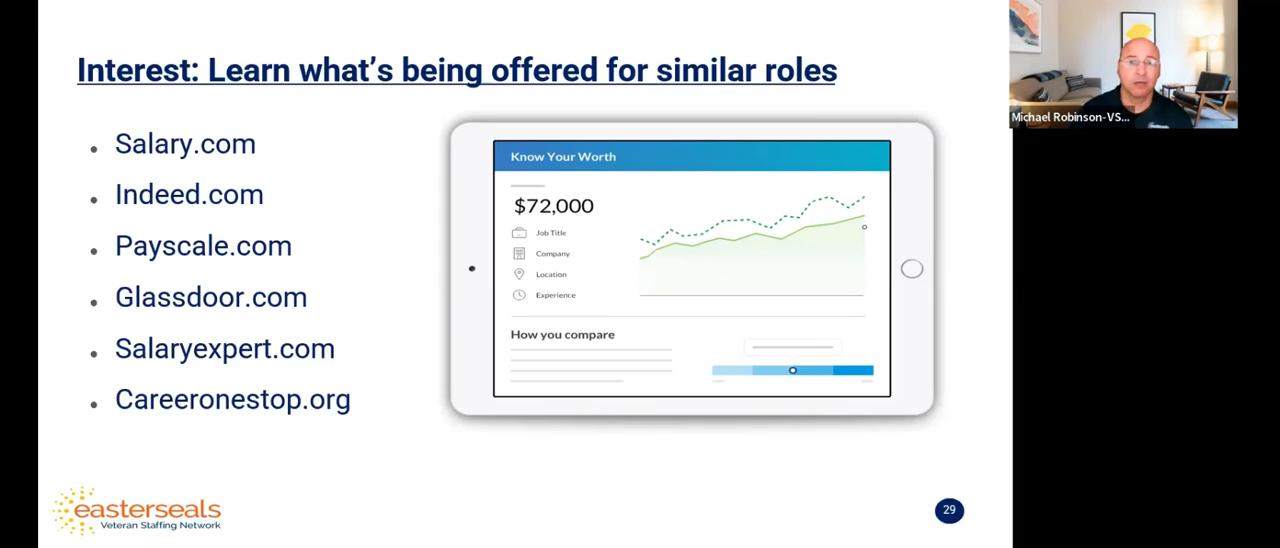 Interest: Learn what's being offered for similar roles
Salary.com
Indeed.com
Payscale.com
Glassdoor.com
Salaryexpert.com
Careeronestop.org
Know Your Worth
$72,000
Job Title
Company
Location
Experience
How you compare
easterseals
Veteran Staffing Network
29
Michael Robinson-VS...